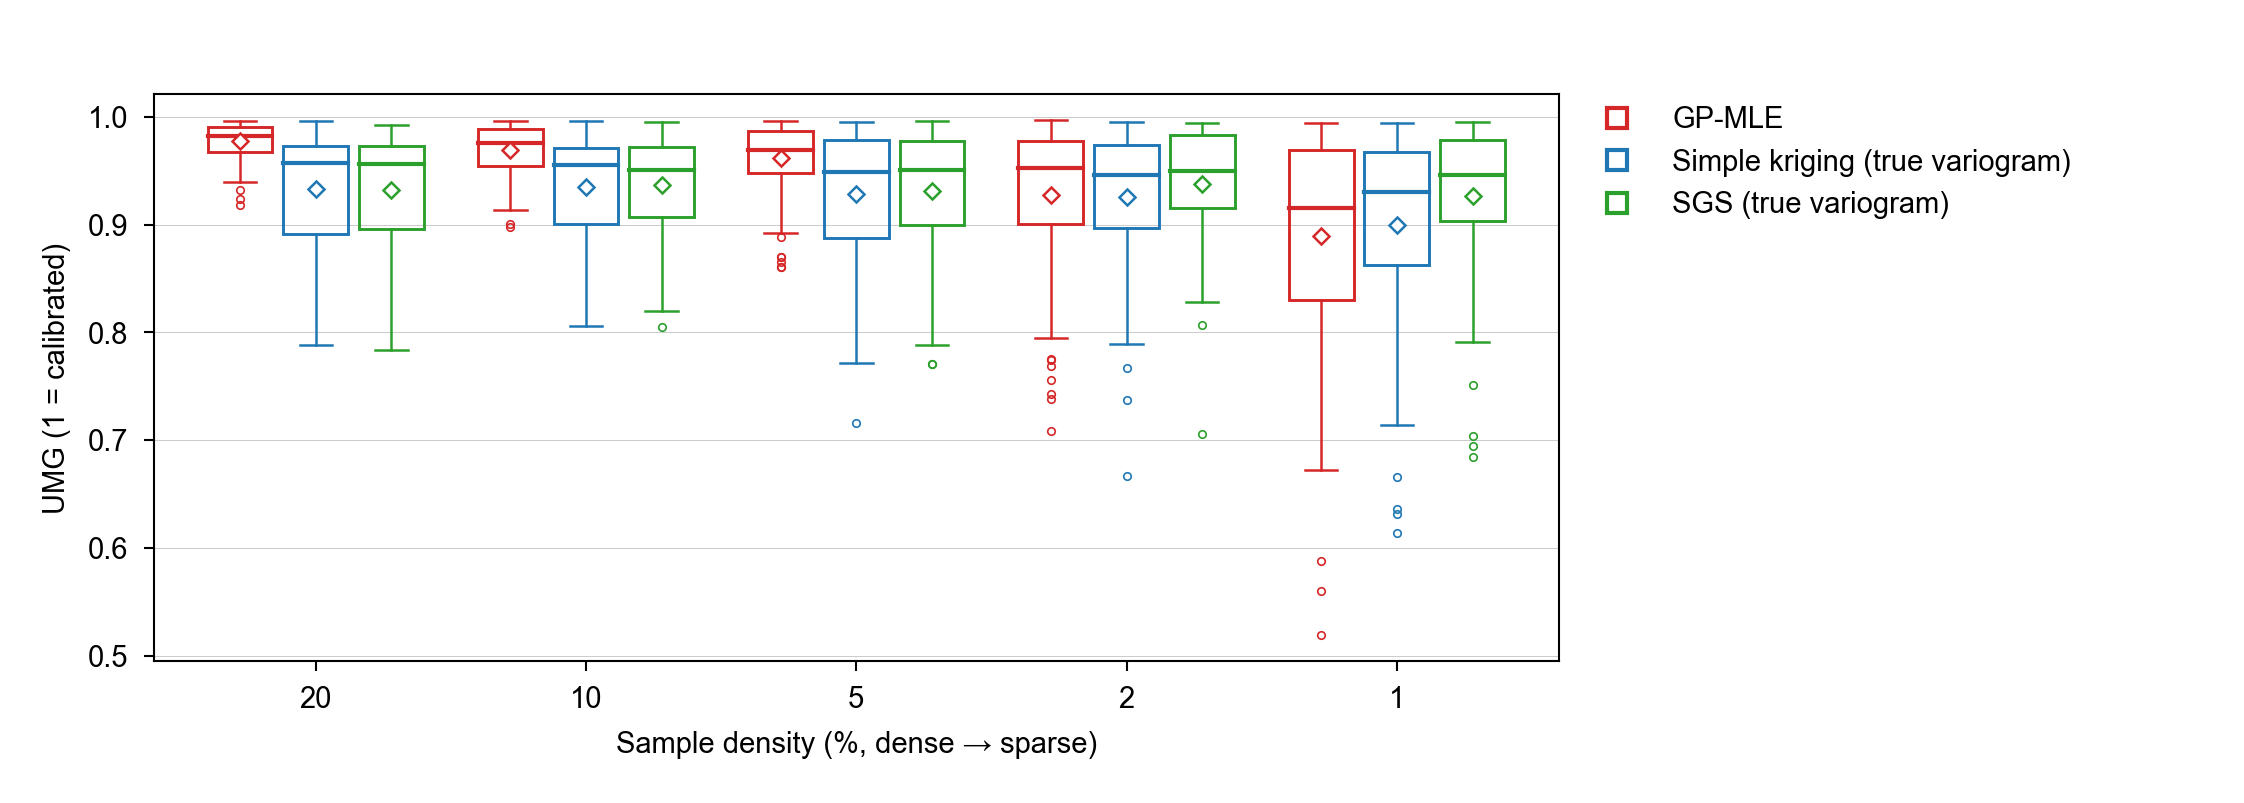 1.0
0.9
0.8
0.7
0.6
0.5
UMG (1 = calibrated)
20 10 5 2 1
Sample density (%, dense → sparse)
GP-MLE
Simple kriging (true variogram)
SGS (true variogram)